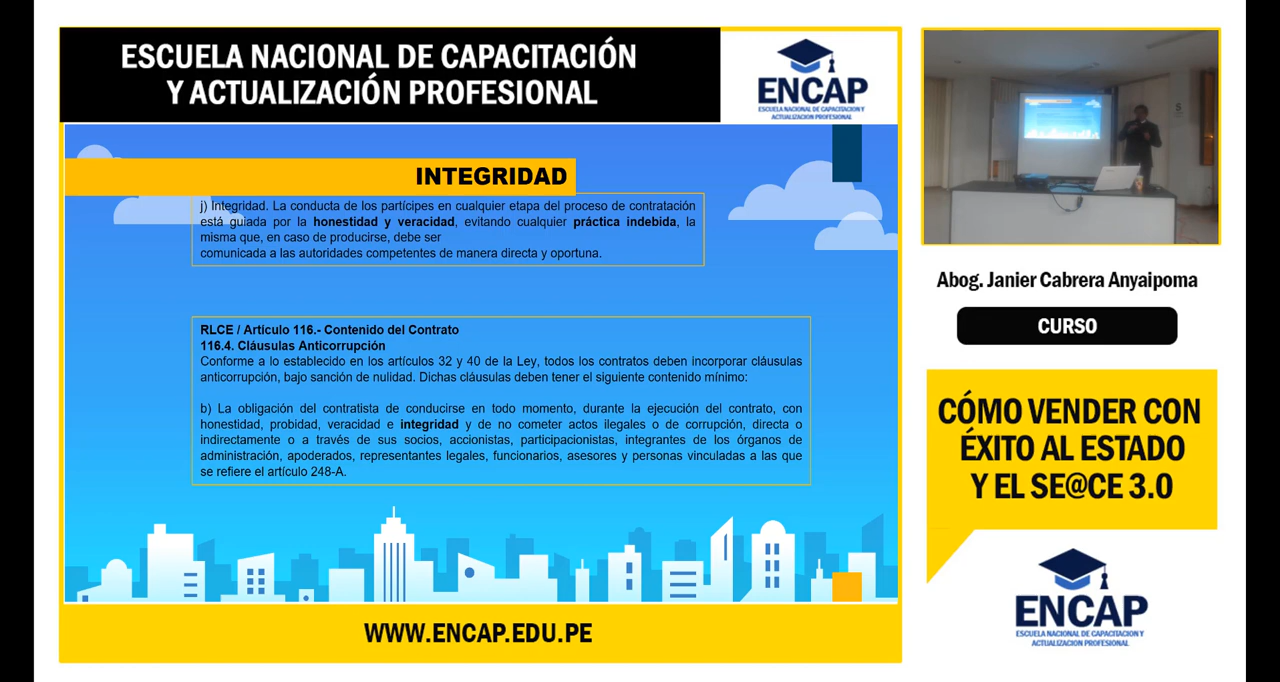 ESCUELA NACIONAL DE CAPACITACIÓN
Y ACTUALIZACIÓN PROFESIONAL
ENCAP
ESCUELA NACIONAL DE CAPACITACION Y
ACTUALIZACION PROFESIONAL
INTEGRIDAD
j) Integridad. La conducta de los partícipes en cualquier etapa del proceso de contratación
está guiada por la honestidad y veracidad, evitando cualquier práctica indebida, la
misma que, en caso de producirse, debe ser
comunicada a las autoridades competentes de manera directa y oportuna.
RLCE / Artículo 116.- Contenido del Contrato
116.4. Cláusulas Anticorrupción
Conforme a lo establecido en los artículos 32 y 40 de la Ley, todos los contratos deben incorporar cláusulas
anticorrupción, bajo sanción de nulidad. Dichas cláusulas deben tener el siguiente contenido mínimo:
b) La obligación del contratista de conducirse en todo momento, durante la ejecución del contrato, con
honestidad, probidad, veracidad e integridad y de no cometer actos ilegales o de corrupción, directa o
indirectamente o a través de sus socios, accionistas, participacionistas, integrantes de los órganos de
administración, apoderados, representantes legales, funcionarios, asesores y personas vinculadas a las que
se refiere el artículo 248-A.
WWW.ENCAP.EDU.PE
S
Abog. Janier Cabrera Anyaipoma
CURSO
CÓMO VENDER CON
ÉXITO AL ESTADO
Y EL SE@CE 3.0
ENCAP
ESCUELA NACIONAL DE CAPACITACION Y
ACTUALIZACION PROFESIONAL